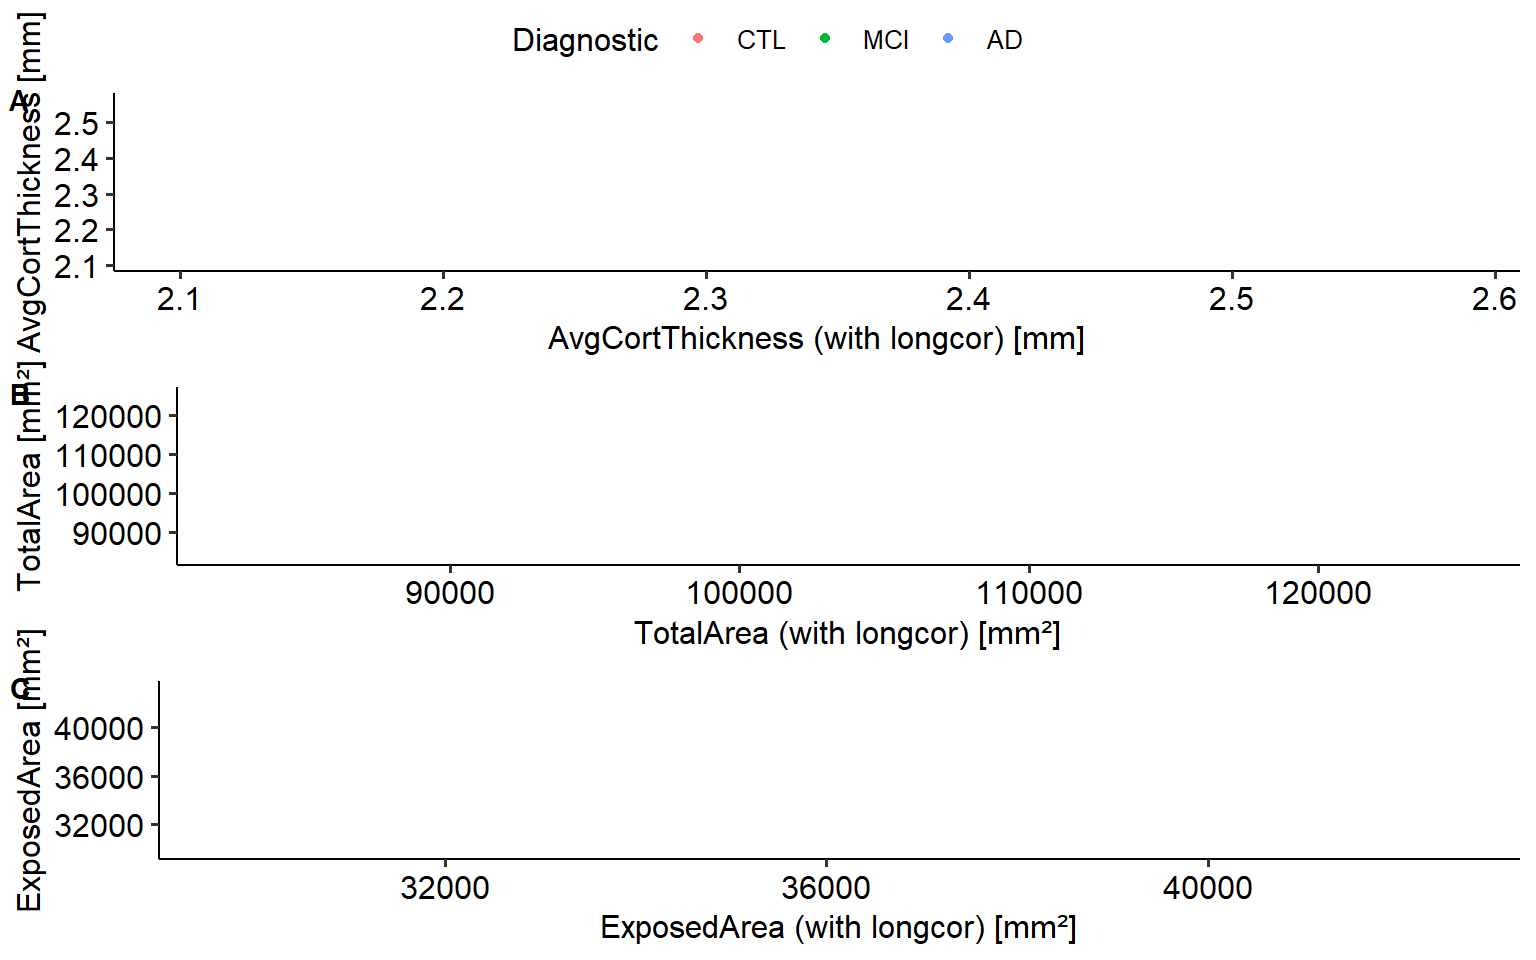 Diagnostic CTL MCI AD
A
AvgCortThickness [mm]
2.5
2.4
2.3
2.2
2.1
2.1 2.2 2.3 2.4 2.5 2.6
AvgCortThickness (with longcor) [mm]
B
TotalArea [mm²]
120000
110000
100000
90000
90000 100000 110000 120000
TotalArea (with longcor) [mm²]
C
ExposedArea [mm²]
40000
36000
32000
32000 36000 40000
ExposedArea (with longcor) [mm²]